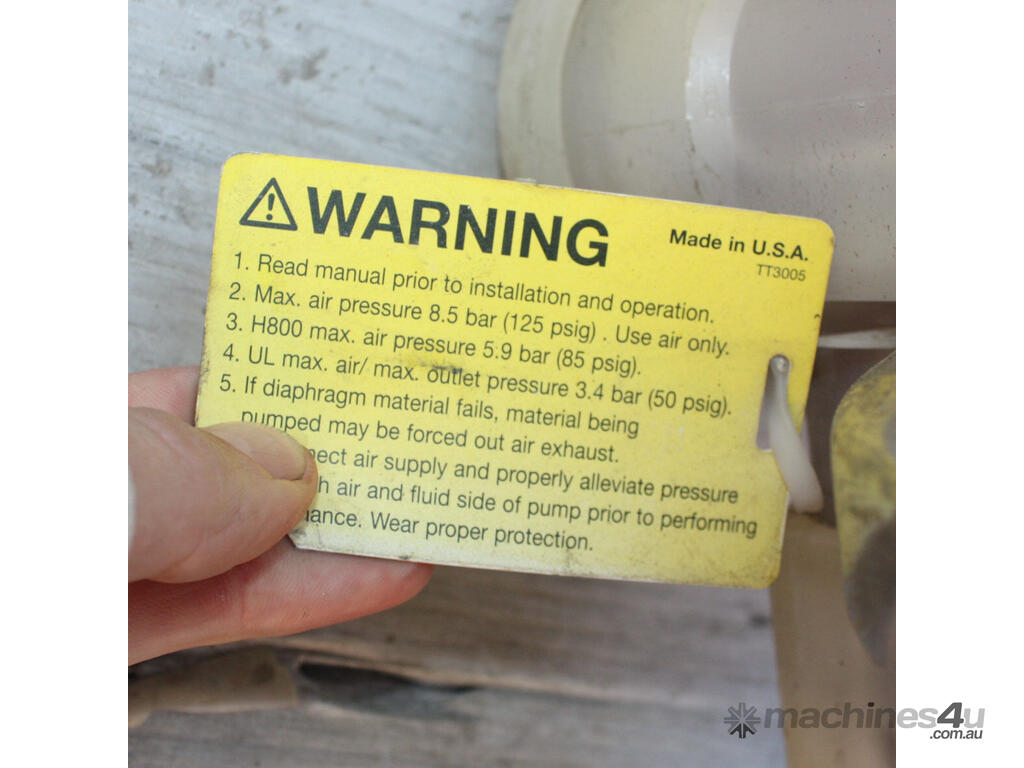 WARNING
Made in U.S.A.
TT3005
1. Read manual prior to installation and operation.
2. Max. air pressure 8.5 bar (125 psig) . Use air only.
3. H800 max. air pressure 5.9 bar (85 psig).
4. UL max. air/ max. outlet pressure 3.4 bar (50 psig).
5. If diaphragm material fails, material being
pumped may be forced out air exhaust.
air supply and properly alleviate pressure
air and fluid side of pump prior to performing
Wear proper protection.
machines4u
.com.au